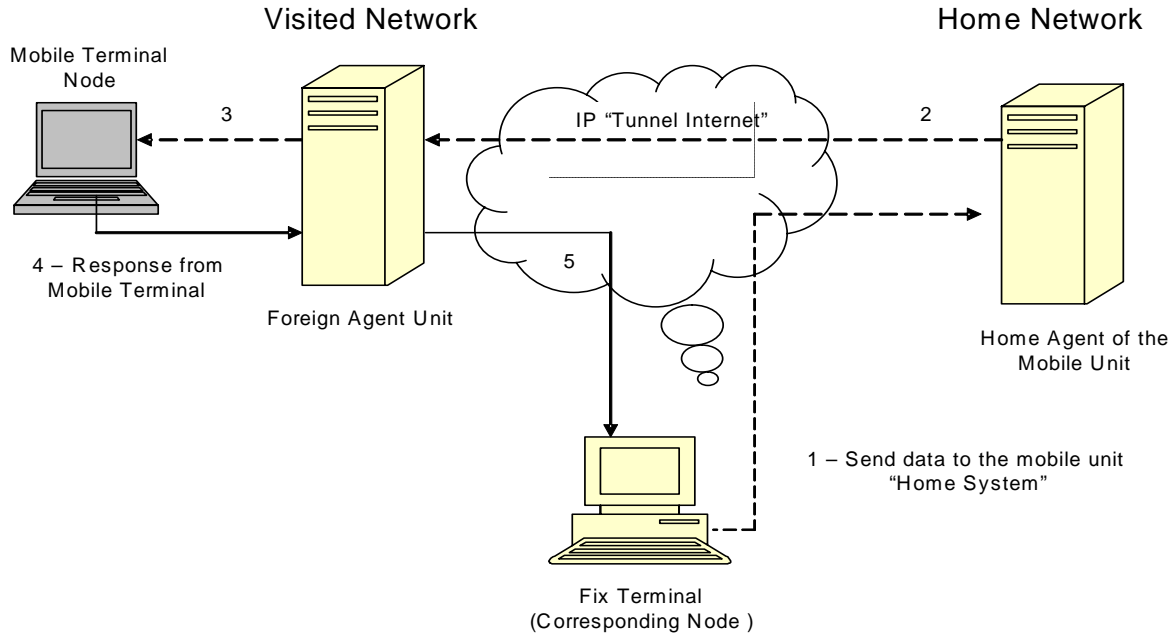 Visited Network
Home Network
Mobile Terminal
Node
3
IP “Tunnel Internet”
2
4 – Response from
Mobile Terminal
5
Foreign Agent Unit
Home Agent of the
Mobile Unit
1 – Send data to the mobile unit
“Home System”
Fix Terminal
(Corresponding Node )